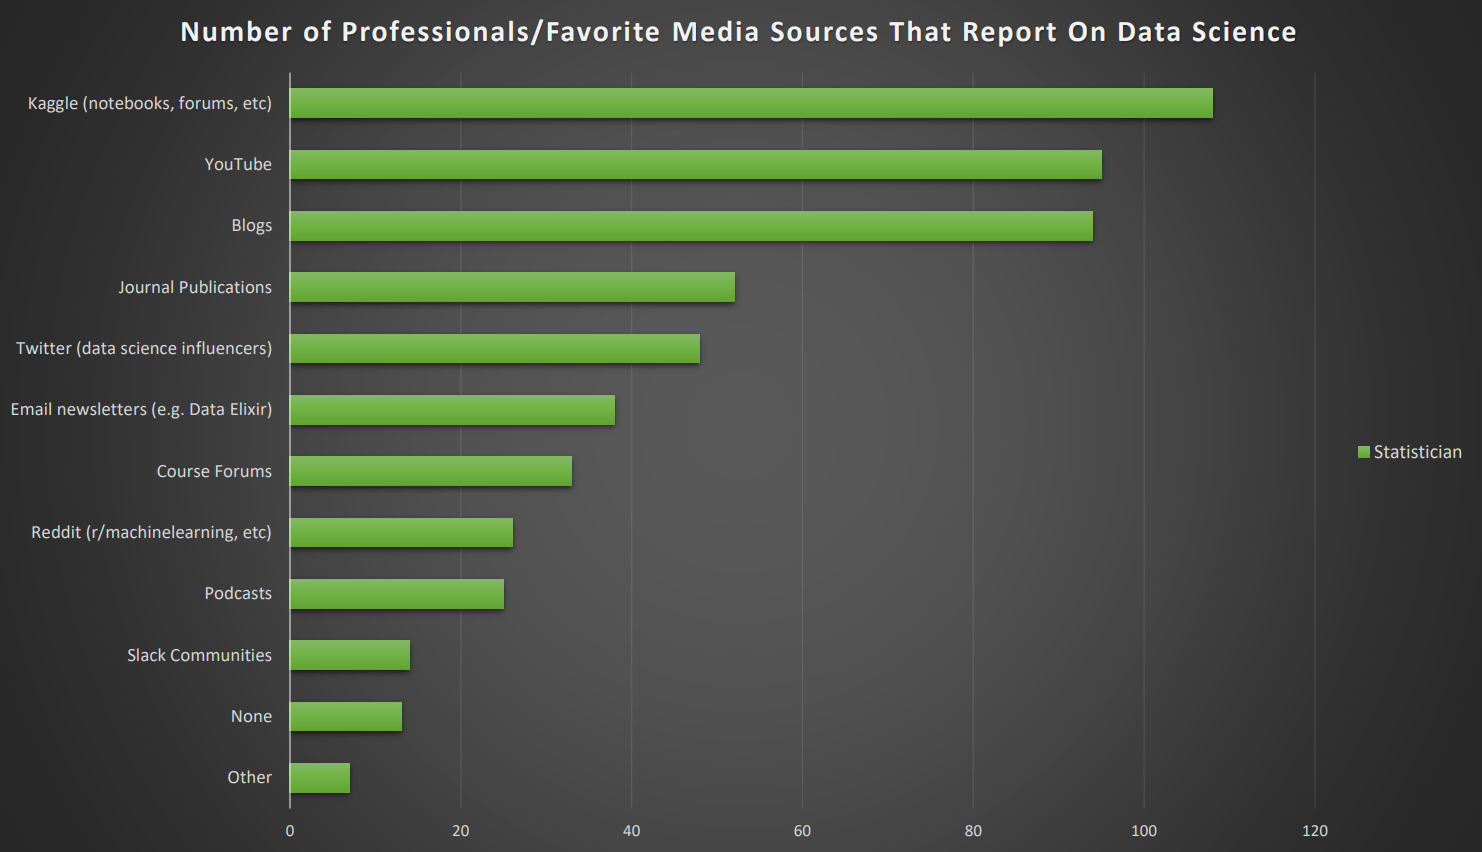 Number of Professionals/Favorite Media Sources That Report On Data Science
Kaggle (notebooks, forums, etc)
YouTube
Blogs
Journal Publications
Twitter (data science influencers)
Email newsletters (e.g. Data Elixir)
Course Forums
Reddit (r/machinelearning, etc)
Podcasts
Slack Communities
None
Other
0 20 40 60 80 100 120
Statistician